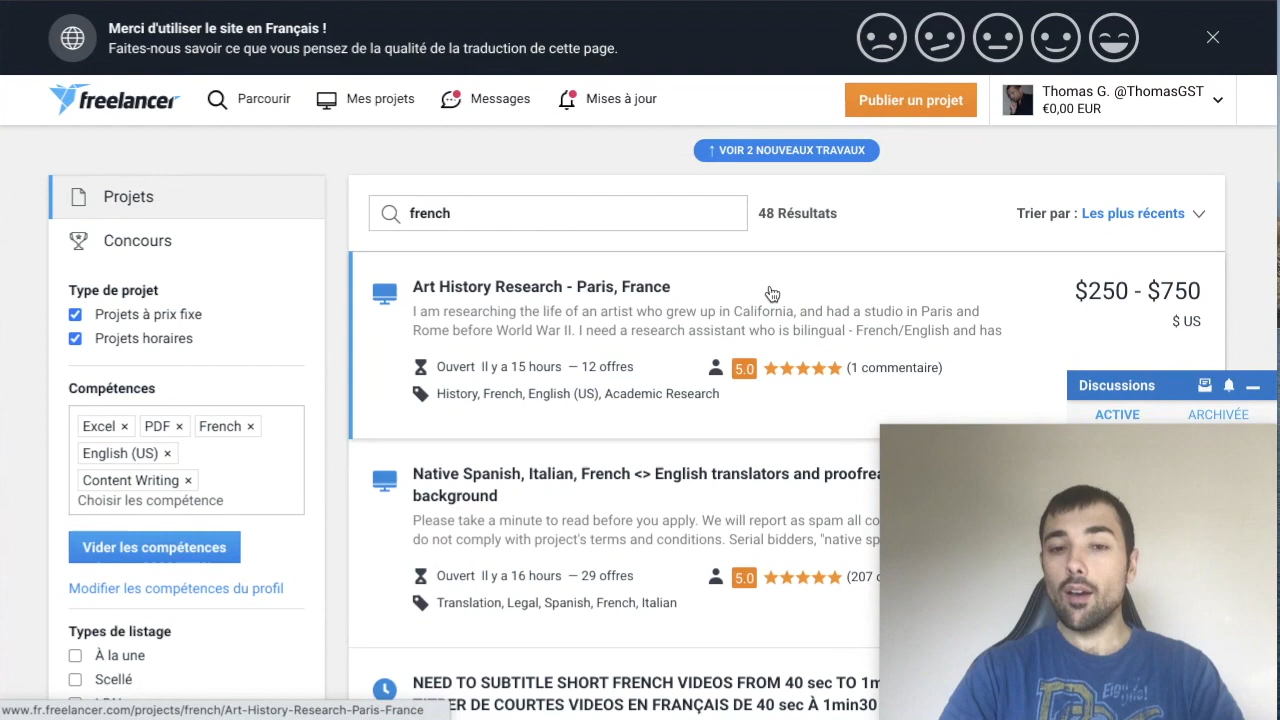 Merci d'utiliser le site en Français !
Faites-nous savoir ce que vous pensez de la qualité de la traduction de cette page.
freelancer
Parcourir
Mes projets
Messages
Mises à jour
Publier un projet
Thomas G. @ThomasGST
€0,00 EUR
↑ VOIR 2 NOUVEAUX TRAVAUX
Projets
Concours
Type de projet
Projets à prix fixe
Projets horaires
Compétences
Excel ×
PDF ×
French ×
English (US) ×
Content Writing ×
Choisir les compétence
Vider les compétences
Modifier les compétences du profil
Types de listage
À la une
Scellé
french
48 Résultats
Trier par : Les plus récents
Art History Research - Paris, France
$250 - $750
$ US
I am researching the life of an artist who grew up in California, and had a studio in Paris and
Rome before World War II. I need a research assistant who is bilingual - French/English and has
Ouvert Il y a 15 hours — 12 offres
5.0
(1 commentaire)
History, French, English (US), Academic Research
Discussions
ACTIVE
ARCHIVÉE
Native Spanish, Italian, French <> English translators and proofrea
background
Please take a minute to read before you apply. We will report as spam all co
do not comply with project's terms and conditions. Serial bidders, "native sp
Ouvert Il y a 16 hours — 29 offres
5.0
(207 c
Translation, Legal, Spanish, French, Italian
NEED TO SUBTITLE SHORT FRENCH VIDEOS FROM 40 sec TO 1m
ER DE COURTES VIDEOS EN FRANÇAIS DE 40 sec À 1min30
www.fr.freelancer.com/projects/french/Art-History-Research-Paris-France